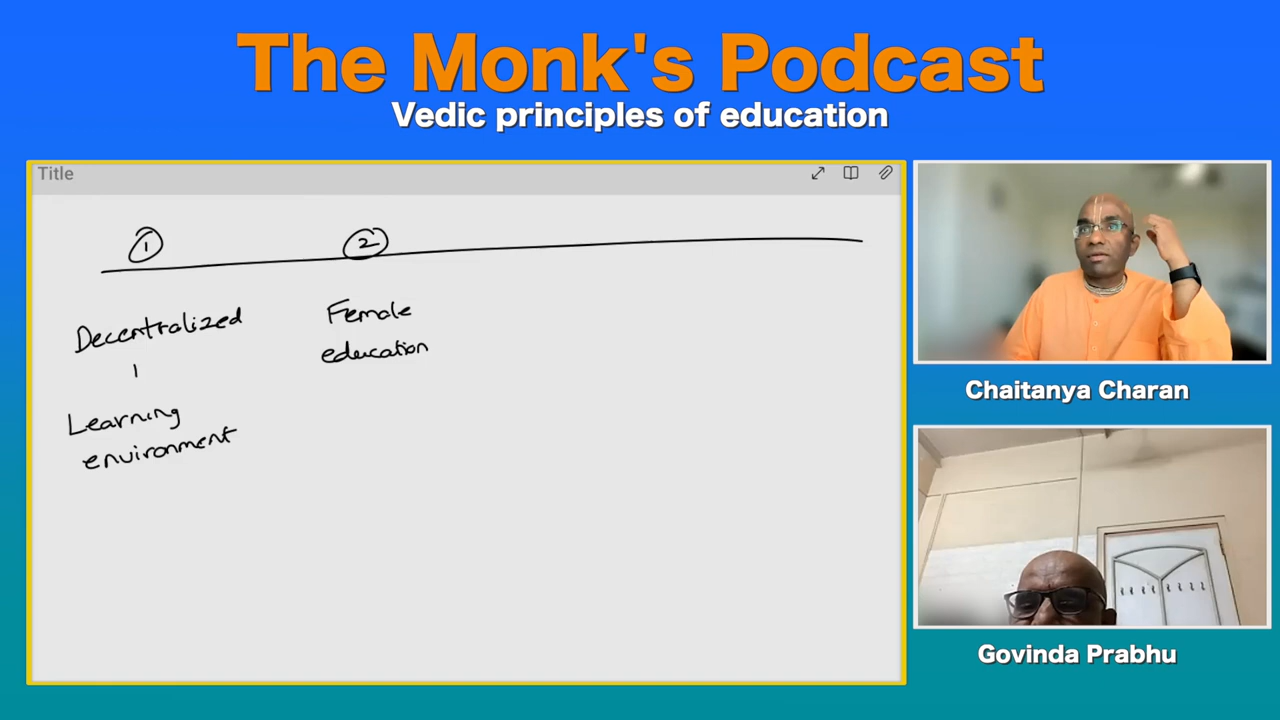 The Monk's Podcast
Vedic principles of education
Title
1
2
Decentralized
Learning
environment
Female
education
Chaitanya Charan
Govinda Prabhu